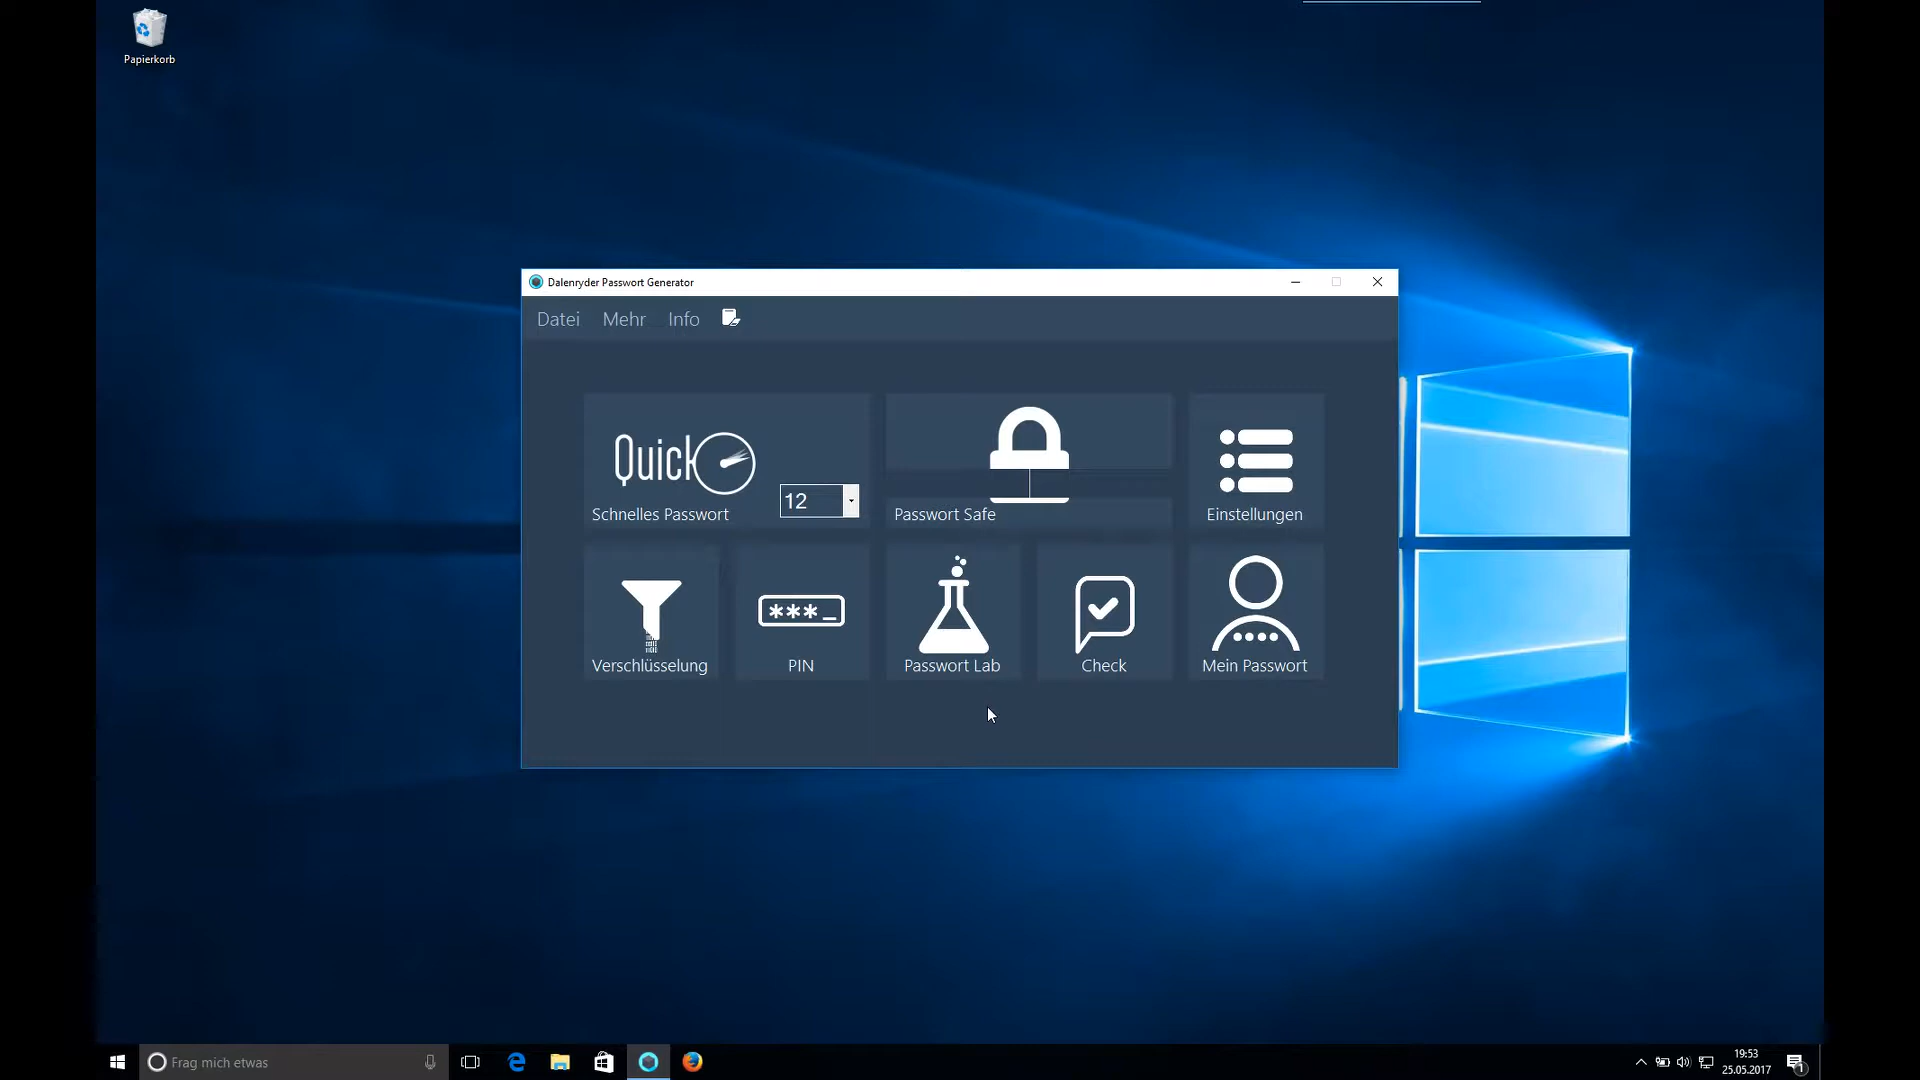 Papierkorb
Dalenryder Passwort Generator
Datei Mehr Info
Quick
12
Schnelles Passwort
Passwort Safe
Einstellungen
***_
Verschlüsselung
PIN
Passwort Lab
Check
Mein Passwort
Frag mich etwas
19:53
25.05.2017
1